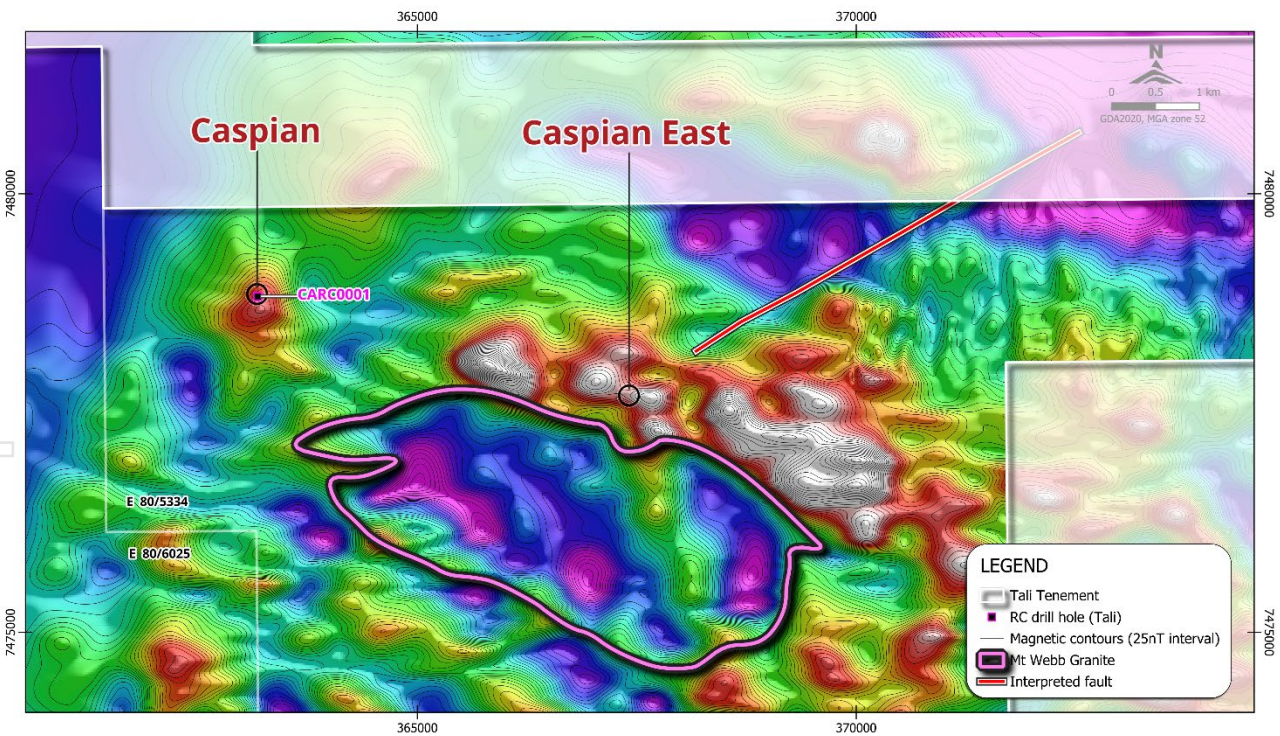 365000
370000
N
0 0.5 1 km
GDA2020, MGA zone 52
Caspian
Caspian East
7480000
7480000
CARC0001
E 80/5334
E 80/6025
7475000
7475000
LEGEND
Tali Tenement
RC drill hole (Tali)
Magnetic contours (25nT interval)
Mt Webb Granite
Interpreted fault
365000
370000